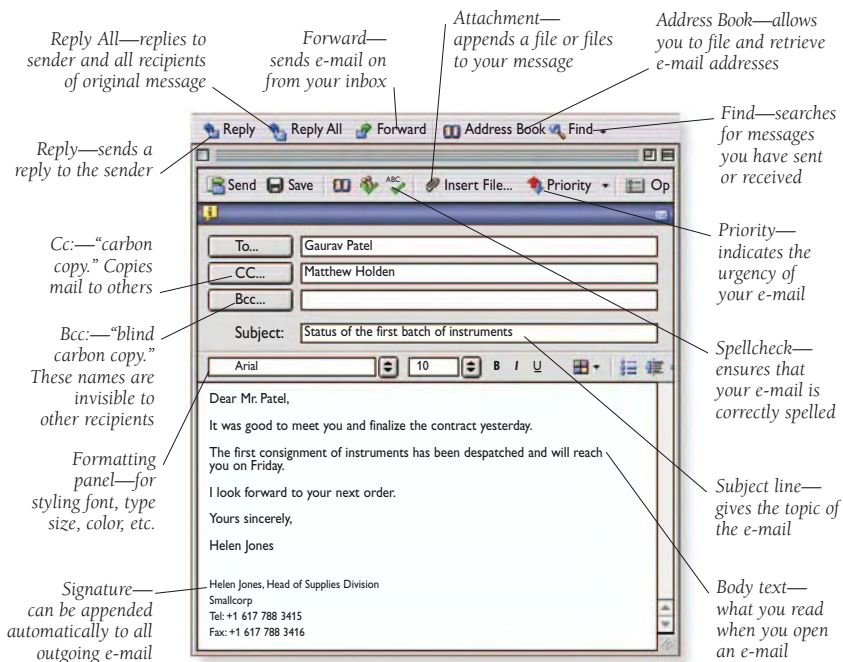 Reply All—replies to
sender and all recipients
of original message
Forward—
sends e-mail on
from your inbox
Attachment—
appends a file or files
to your message
Address Book—allows
you to file and retrieve
e-mail addresses
Reply—sends a
reply to the sender
Find—searches
for messages
you have sent
or received
Reply Reply All Forward Address Book Find
Send Save ABC Insert File... Priority Op
Cc:—“carbon
copy.” Copies
mail to others
Priority—
indicates the
urgency of
your e-mail
To... Gaurav Patel
CC... Matthew Holden
Bcc...
Subject: Status of the first batch of instruments
Bcc:—“blind
carbon copy.”
These names are
invisible to
other recipients
Spellcheck—
ensures that
your e-mail is
correctly spelled
Arial 10 B I U
Formatting
panel—for
styling font, type
size, color, etc.
Dear Mr. Patel,
It was good to meet you and finalize the contract yesterday.
The first consignment of instruments has been despatched and will reach
you on Friday.
I look forward to your next order.
Yours sincerely,
Helen Jones
Subject line—
gives the topic of
the e-mail
Signature—
can be appended
automatically to all
outgoing e-mail
Helen Jones, Head of Supplies Division
Smallcorp
Tel: +1 617 788 3415
Fax: +1 617 788 3416
Body text—
what you read
when you open
an e-mail